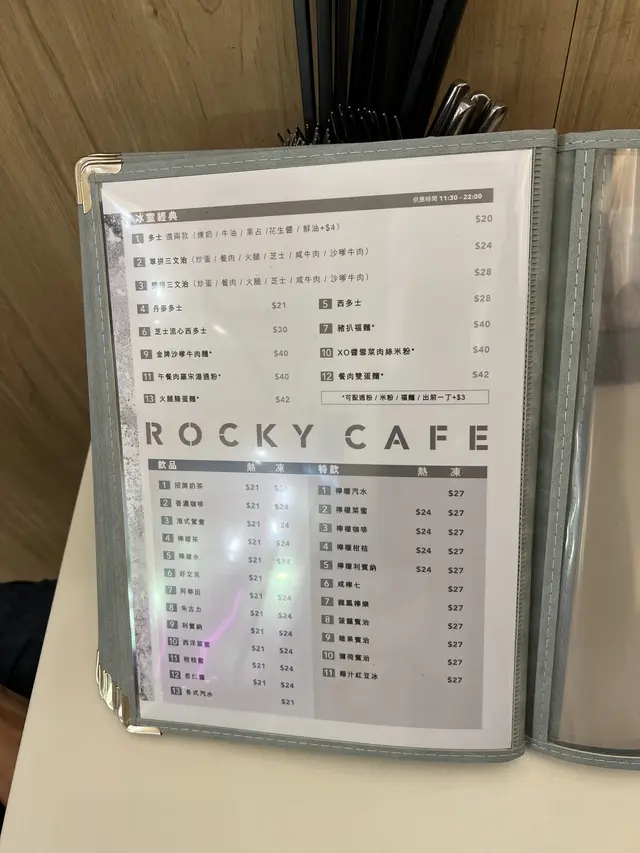 冰室經典 供應時間 11:30 - 22:00
1 多士 選兩款（煉奶 / 牛油 / 果占 / 花生醬 / 鮮油+$4） $20
2 單拼三文治（炒蛋 / 餐肉 / 火腿 / 芝士 / 咸牛肉 / 沙嗲牛肉） $24
3 三文治（炒蛋 / 餐肉 / 火腿 / 芝士 / 咸牛肉 / 沙嗲牛肉） $28
4 丹麥多士 $21 5 西多士 $28
6 芝士流心西多士 $30 7 豬扒福麵* $40
9 金牌沙嗲牛肉麵* $40 10 XO醬雪菜肉絲米粉* $40
11 午餐肉羅宋湯通粉* $40 12 餐肉雙蛋麵* $42
13 火腿腸蛋麵* $42 *可配通粉 / 米粉 / 福麵 / 出前一丁+$3
ROCKY CAFE
飲品 熱 凍 特飲 熱 凍
1 招牌奶茶 $21 1 檸檬汽水 $27
2 香濃咖啡 $21 $24 2 檸檬菜蜜 $24 $27
3 港式鴛鴦 $21 24 3 檸檬咖啡 $24 $27
4 檸檬茶 $21 $24 4 檸檬柑桔 $24 $27
5 檸檬水 $21 $24 5 檸檬利賓納 $24 $27
6 好立克 $21 6 咸檸七 $27
7 阿華田 $21 $24 7 龍鳳檸樂 $27
8 朱古力 $21 $24 8 菠蘿賓治 $27
9 利賓納 $21 $24 9 雜果賓治 $27
10 西洋菜蜜 $21 $24 10 薄荷賓治 $27
11 柑桔蜜 $21 $24 11 椰汁紅豆冰 $27
12 杏仁霜 $21 $24
13 各式汽水 $21